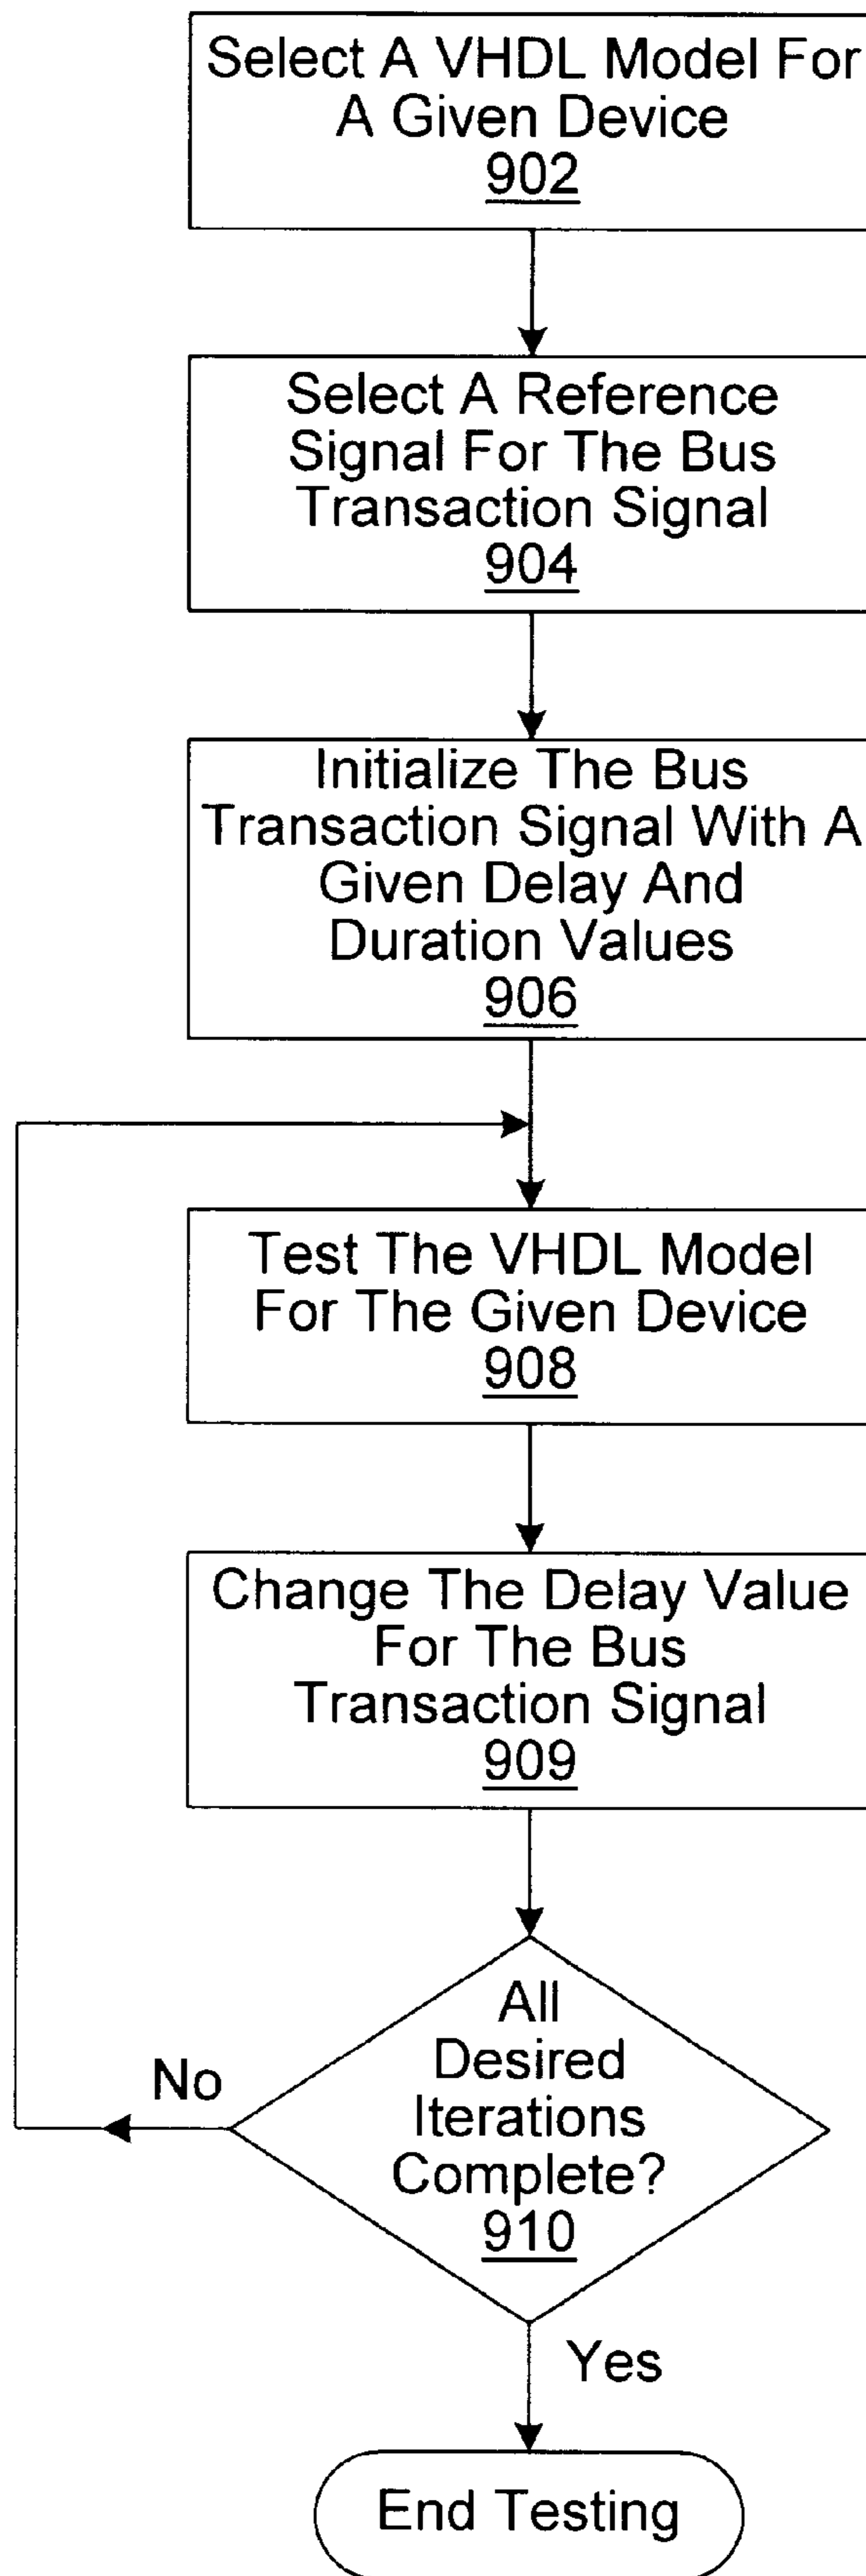 Select A VHDL Model For
A Given Device
902
Select A Reference
Signal For The Bus
Transaction Signal
904
Initialize The Bus
Transaction Signal With A
Given Delay And
Duration Values
906
Test The VHDL Model
For The Given Device
908
Change The Delay Value
For The Bus
Transaction Signal
909
All
Desired
Iterations
Complete?
910
No
Yes
End Testing